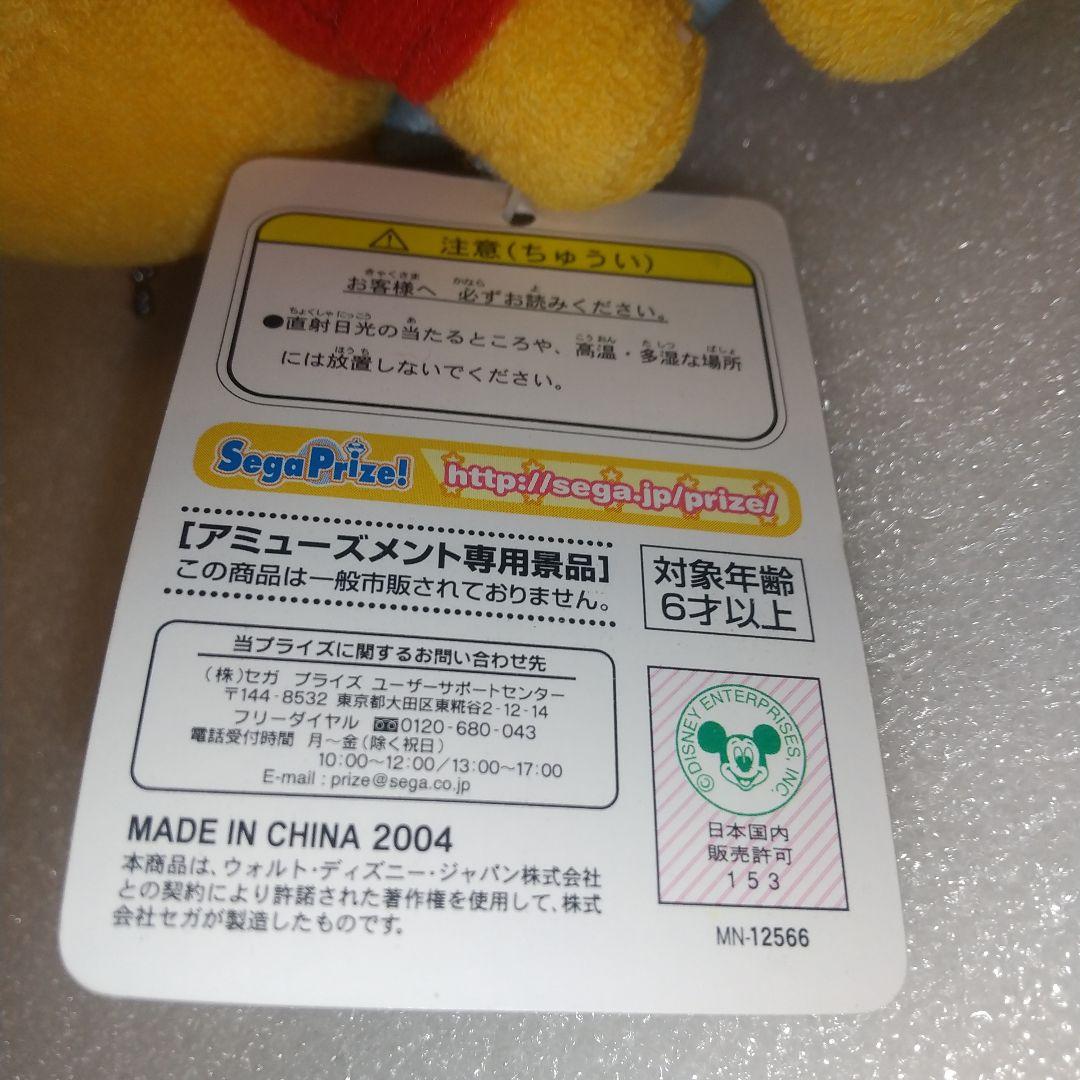 注意(ちゅうい)
お客様へ 必ずお読みください。
●直射日光の当たるところや、高温・多湿な場所
には放置しないでください。
Sega Prize!
http://sega.jp/prize/
[アミューズメント専用景品]
この商品は一般市販されておりません。
対象年齢
6才以上
当プライズに関するお問い合わせ先
(株)セガ プライズ ユーザーサポートセンター
〒144-8532 東京都大田区東糀谷2-12-14
フリーダイヤル 0120-680-043
電話受付時間 月〜金(除く祝日)
10:00〜12:00/13:00〜17:00
E-mail : prize@sega.co.jp
©DISNEY ENTERPRISES, INC.
日本国内
販売許可
153
MADE IN CHINA 2004
本商品は、ウォルト・ディズニー・ジャパン株式会社
との契約により許諾された著作権を使用して、株式
会社セガが製造したものです。
MN-12566